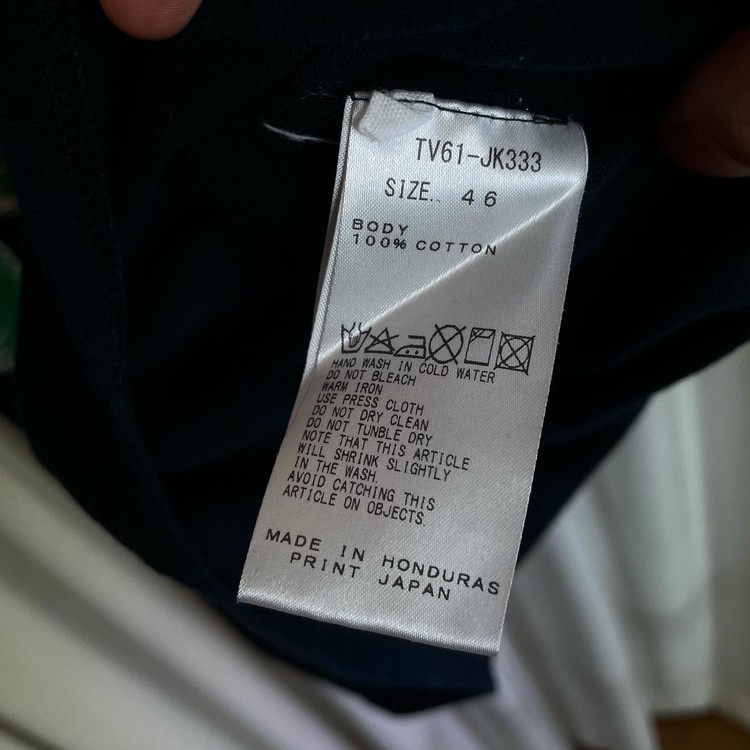 TV61-JK333
SIZE.. 46
BODY
100% COTTON
HAND WASH IN COLD WATER
DO NOT BLEACH
WARM IRON
USE PRESS CLOTH
DO NOT DRY CLEAN
DO NOT TUNBLE DRY
NOTE THAT THIS ARTICLE
WILL SHRINK SLIGHTLY
IN THE WASH.
AVOID CATCHING THIS
ARTICLE ON OBJECTS.
MADE IN HONDURAS
PRINT JAPAN